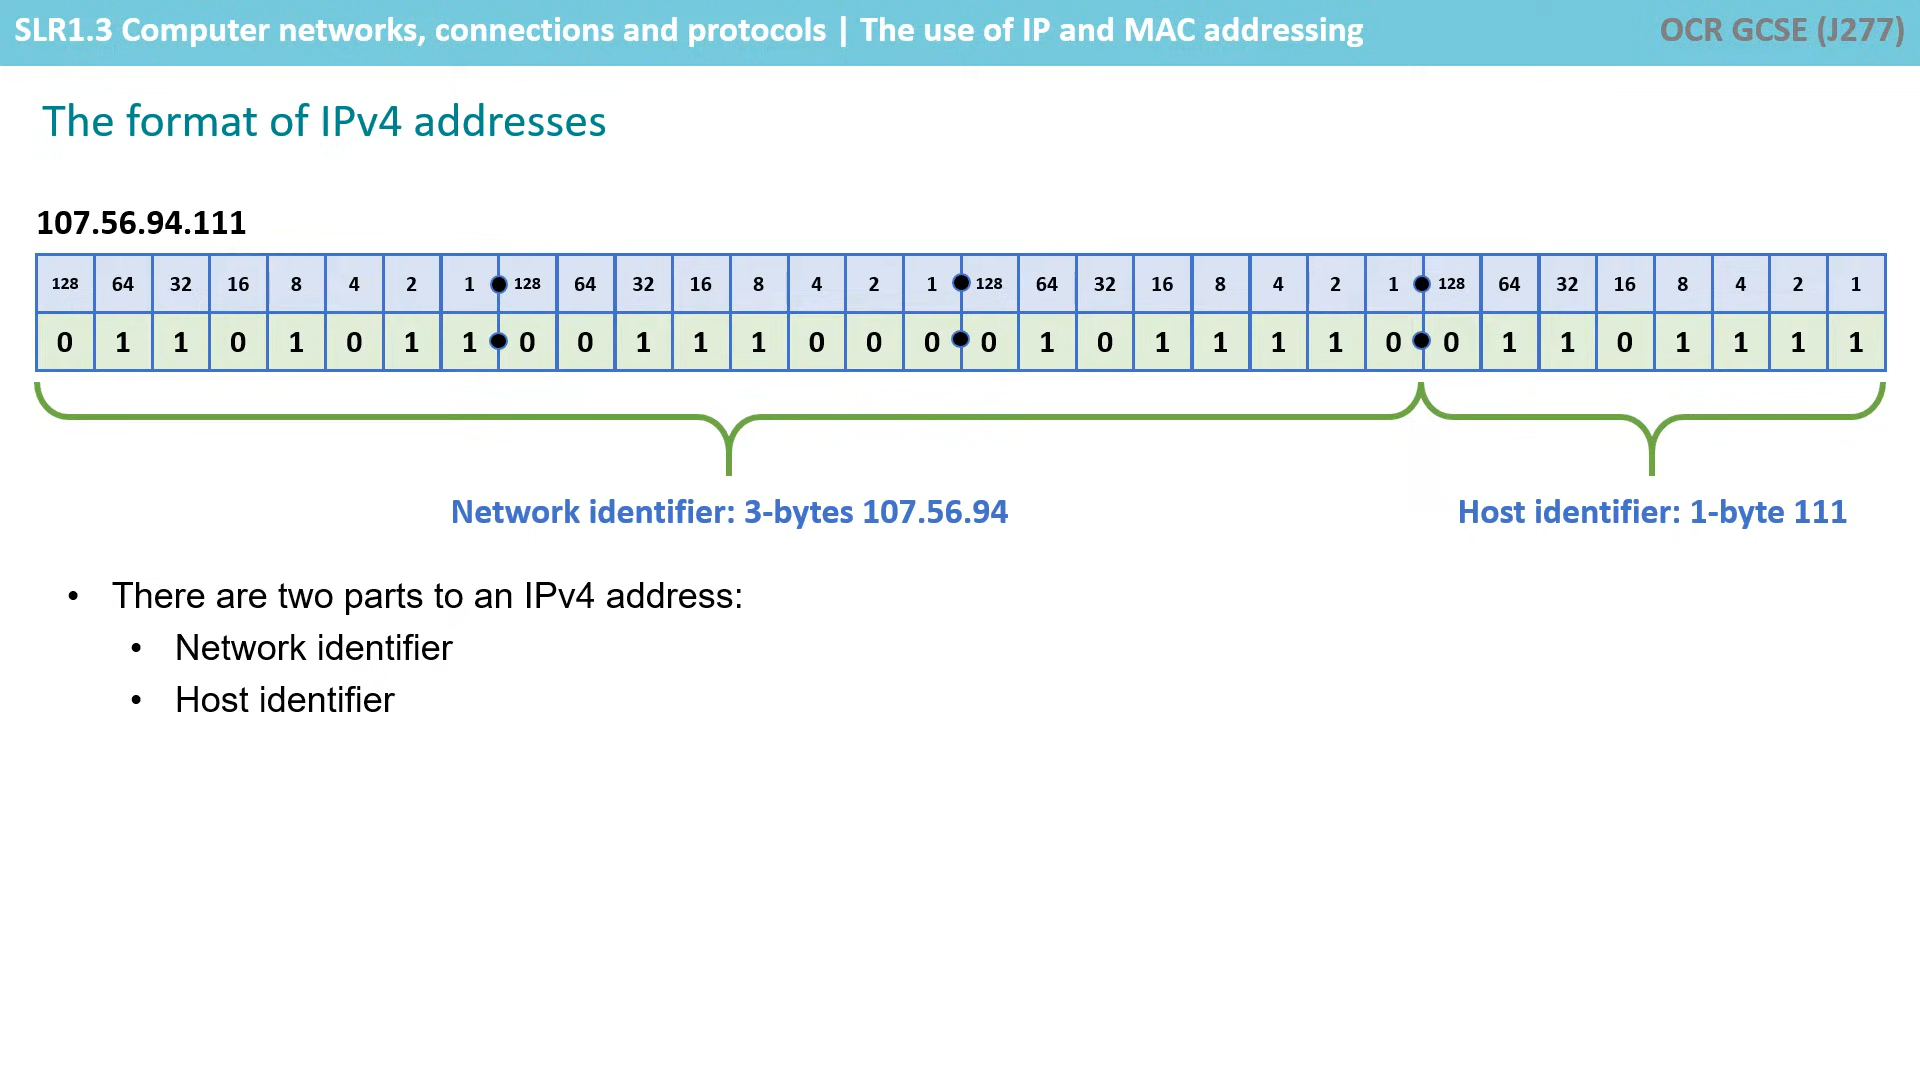 SLR1.3 Computer networks, connections and protocols | The use of IP and MAC addressing OCR GCSE (J277)
The format of IPv4 addresses
107.56.94.111
128 64 32 16 8 4 2 1 128 64 32 16 8 4 2 1 128 64 32 16 8 4 2 1 128 64 32 16 8 4 2 1
0 1 1 0 1 0 1 1 0 0 1 1 1 0 0 0 0 1 0 1 1 1 1 0 0 1 1 0 1 1 1 1
Network identifier: 3-bytes 107.56.94 Host identifier: 1-byte 111
• There are two parts to an IPv4 address:
• Network identifier
• Host identifier